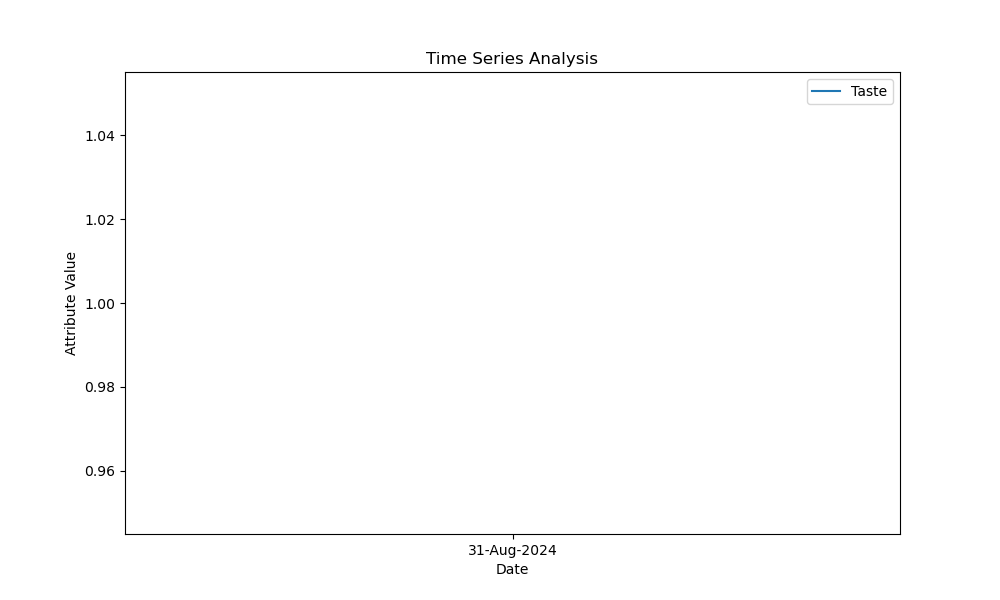 Time Series Analysis
Taste
1.04
1.02
1.00
0.98
0.96
Attribute Value
31-Aug-2024
Date